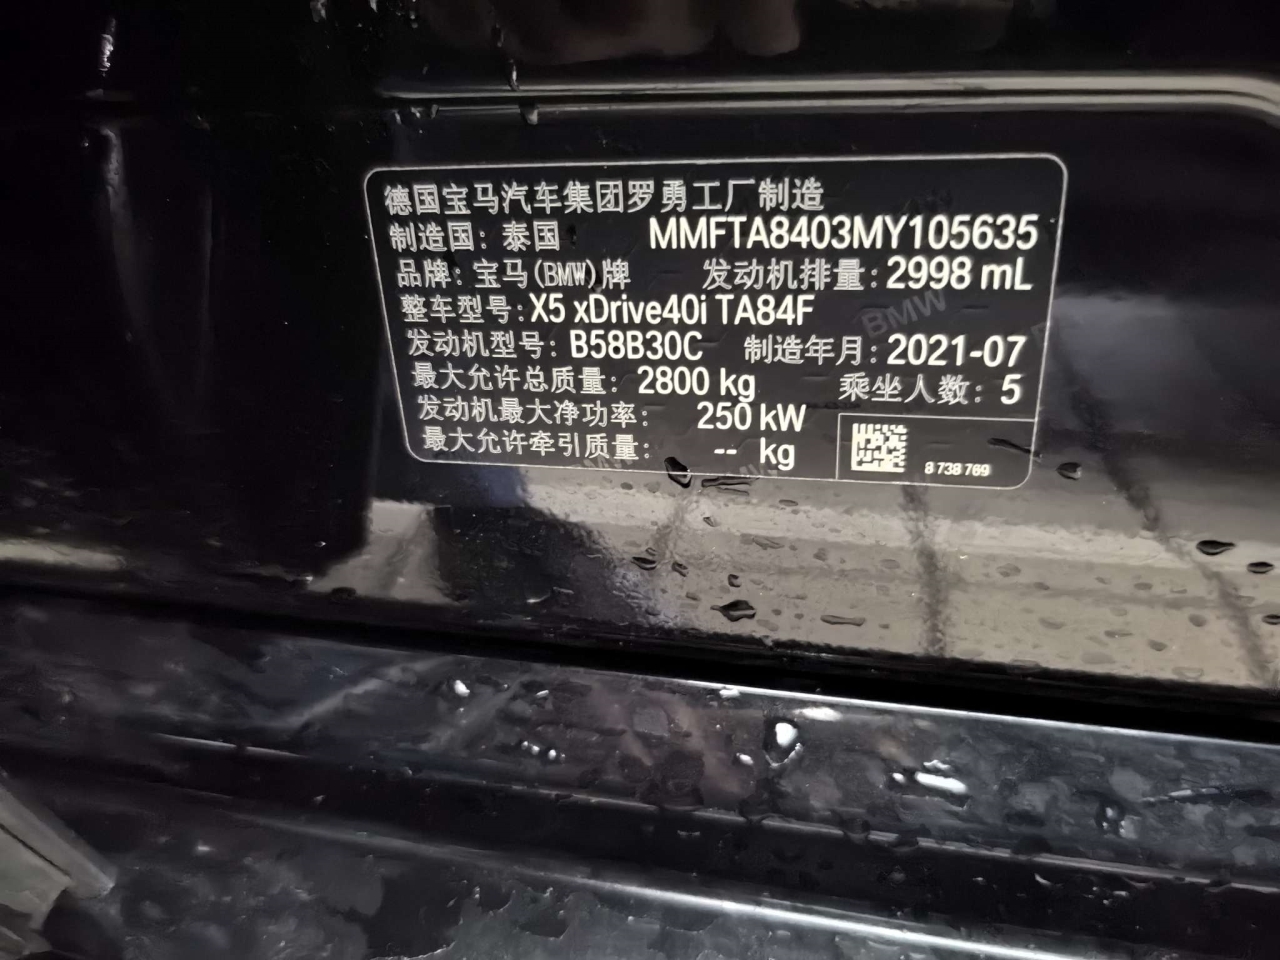 德国宝马汽车集团罗勇工厂制造
制造国：泰国 MMFTA8403MY105635
品牌：宝马(BMW)牌 发动机排量：2998 mL
整车型号：X5 xDrive40i TA84F
发动机型号：B58B30C 制造年月：2021-07
最大允许总质量：2800 kg 乘坐人数：5
发动机最大净功率：250 kW
最大允许牵引质量：-- kg
8 738 769
BMW